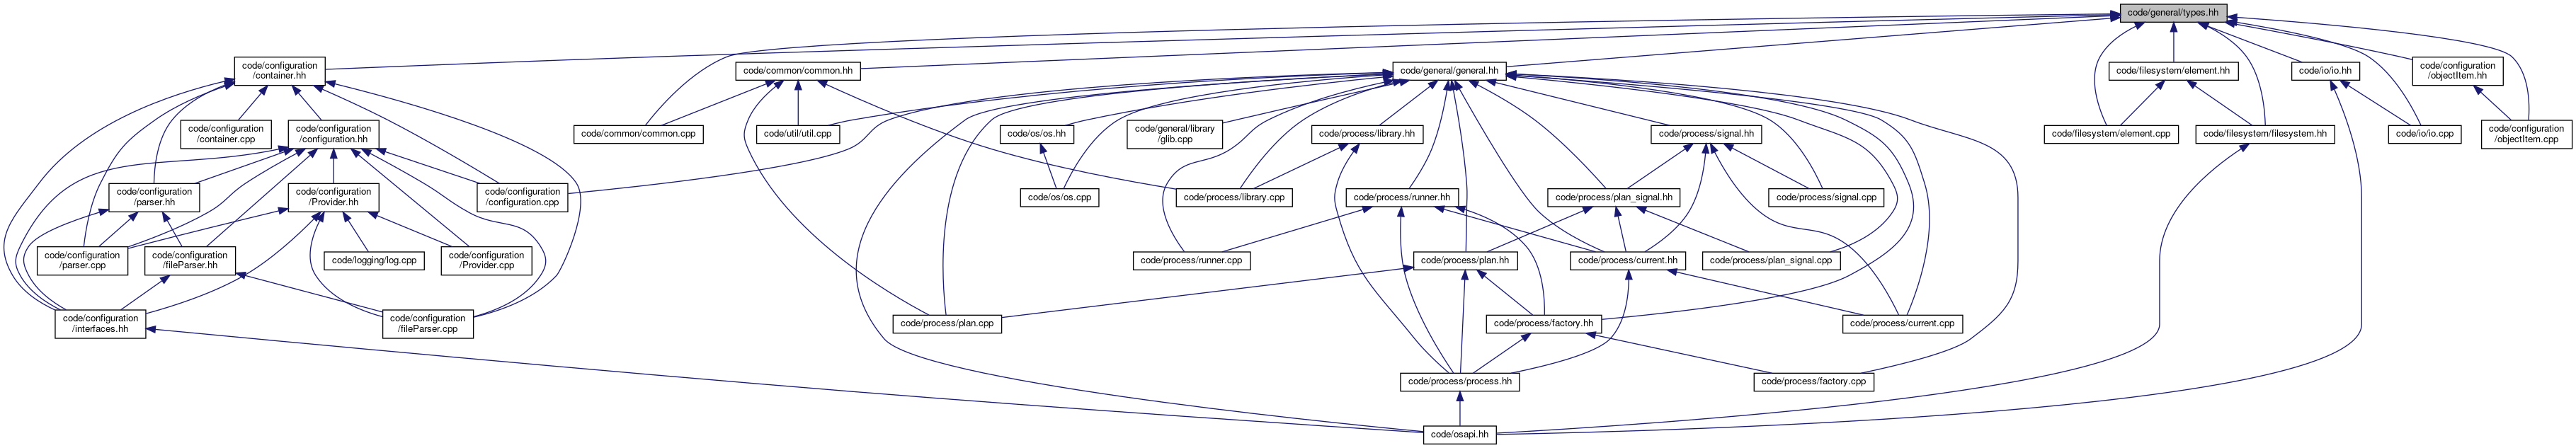 code/general/types.hh
code/configuration
/container.hh
code/common/common.hh
code/general/general.hh
code/filesystem/element.hh
code/io/io.hh
code/configuration
/objectItem.hh
code/configuration
/container.cpp
code/configuration
/configuration.hh
code/common/common.cpp
code/util/util.cpp
code/os/os.hh
code/general/library
/glib.cpp
code/process/library.hh
code/process/signal.hh
code/filesystem/element.cpp
code/filesystem/filesystem.hh
code/io/io.cpp
code/configuration
/objectItem.cpp
code/configuration
/parser.hh
code/configuration
/Provider.hh
code/configuration
/configuration.cpp
code/os/os.cpp
code/process/library.cpp
code/process/runner.hh
code/process/plan_signal.hh
code/process/signal.cpp
code/configuration
/parser.cpp
code/configuration
/fileParser.hh
code/logging/log.cpp
code/configuration
/Provider.cpp
code/process/runner.cpp
code/process/plan.hh
code/process/current.hh
code/process/plan_signal.cpp
code/configuration
/interfaces.hh
code/configuration
/fileParser.cpp
code/process/plan.cpp
code/process/factory.hh
code/process/current.cpp
code/process/process.hh
code/process/factory.cpp
code/osapi.hh